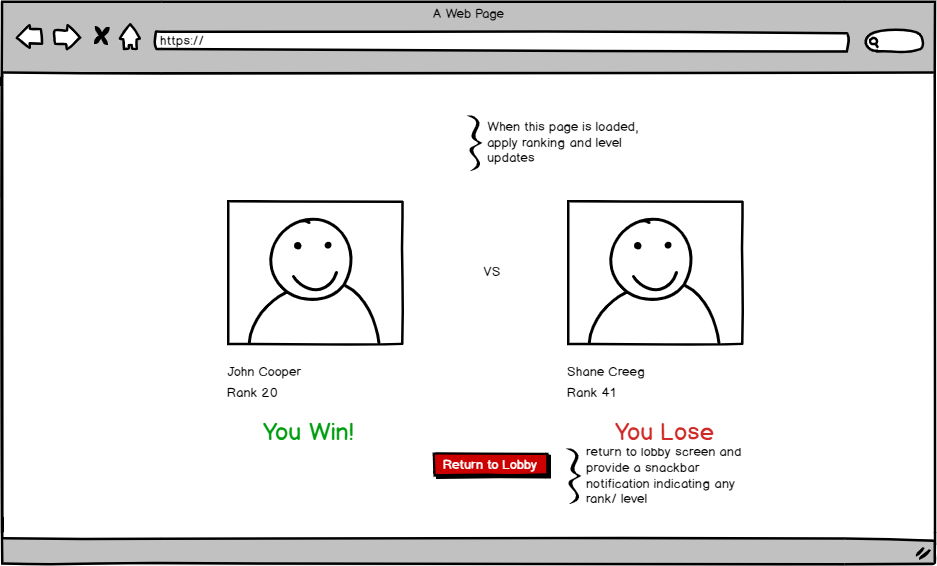 A Web Page
https://
When this page is loaded,
apply ranking and level
updates
VS
John Cooper
Rank 20
Shane Creeg
Rank 41
You Win!
You Lose
Return to Lobby
return to lobby screen and
provide a snackbar
notification indicating any
rank/ level